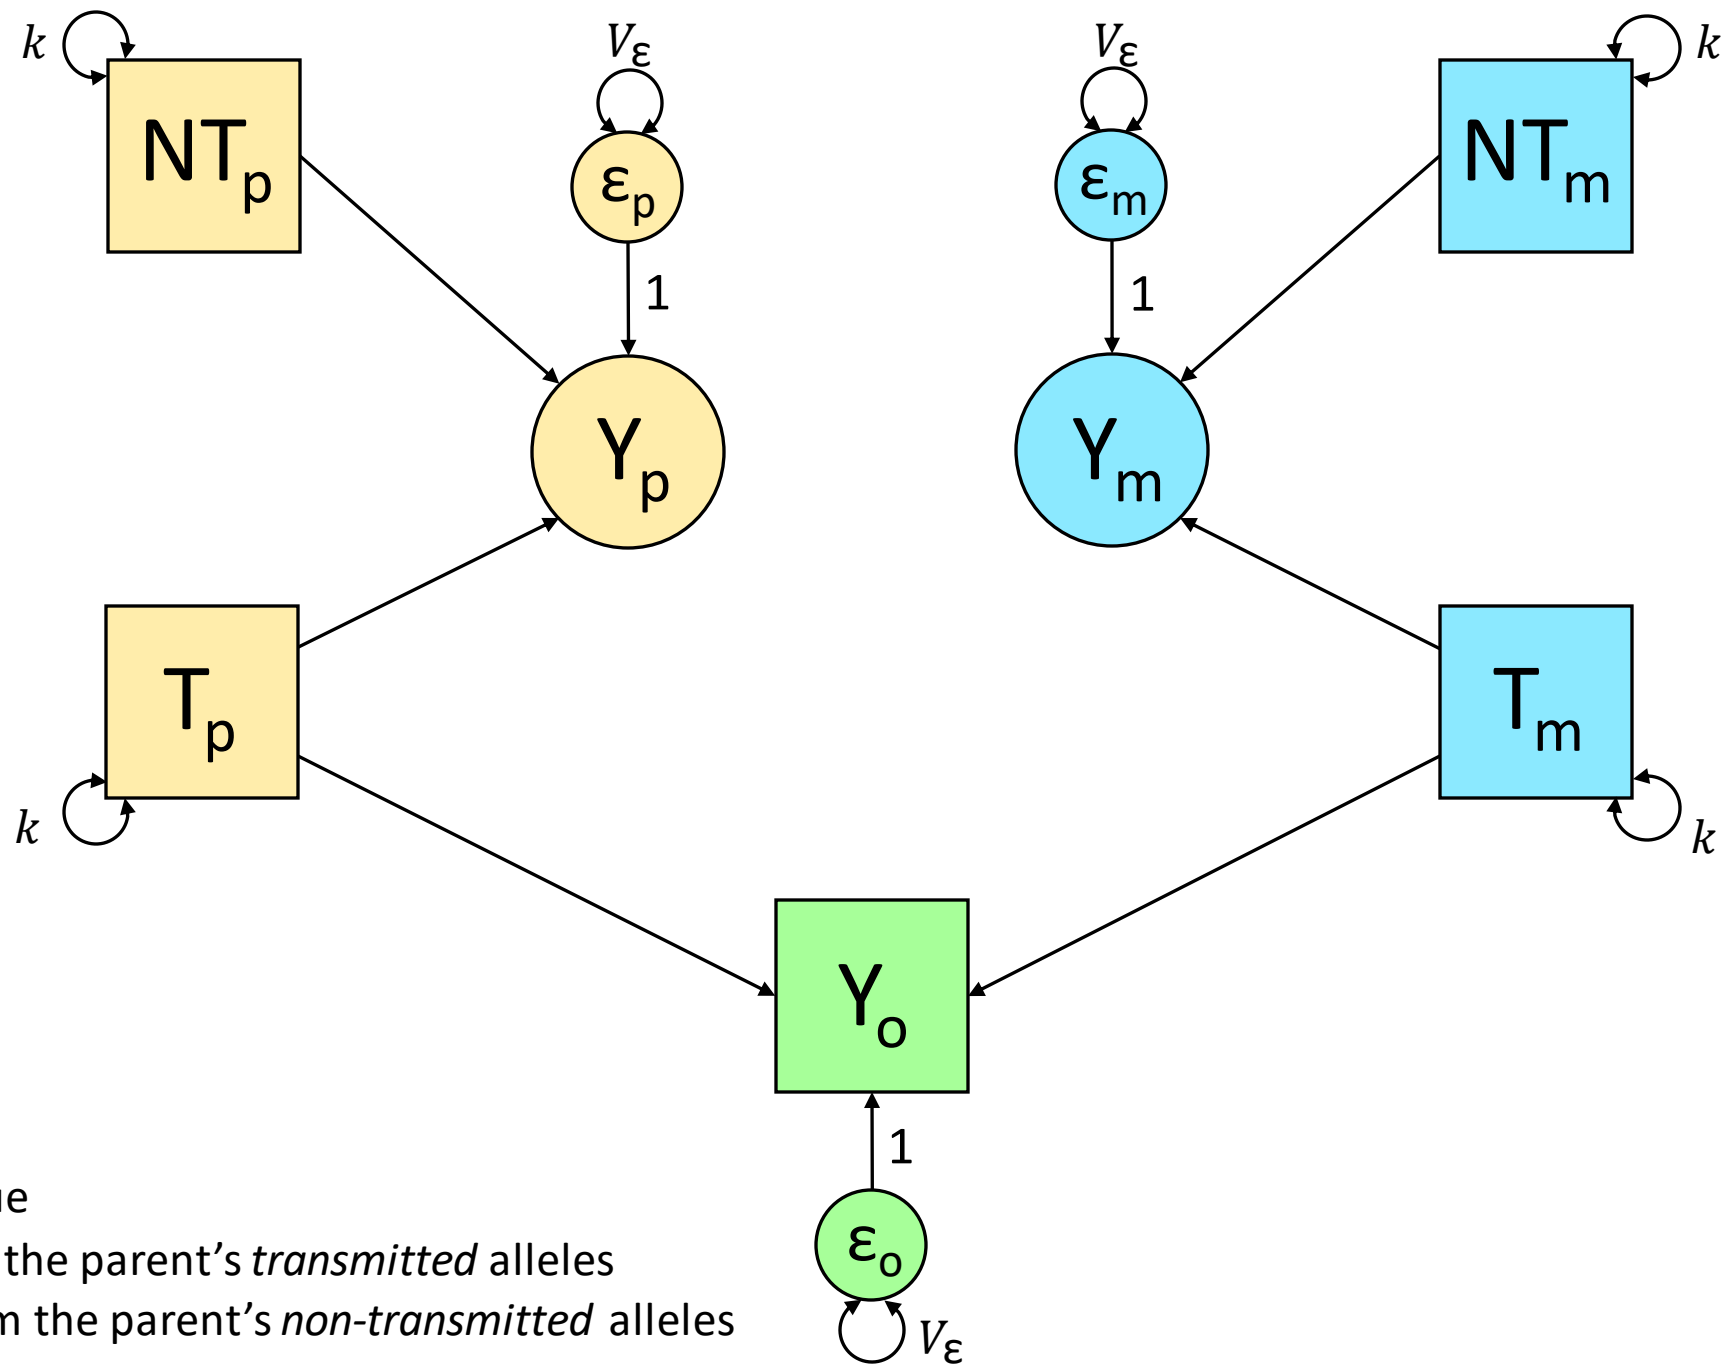 k
Vε
Vε
k
NTp
εp
εm
NTm
1
1
Yp
Ym
Tp
Tm
k
k
Yo
1
the parent's transmitted alleles
εo
the parent's non-transmitted alleles
Vε